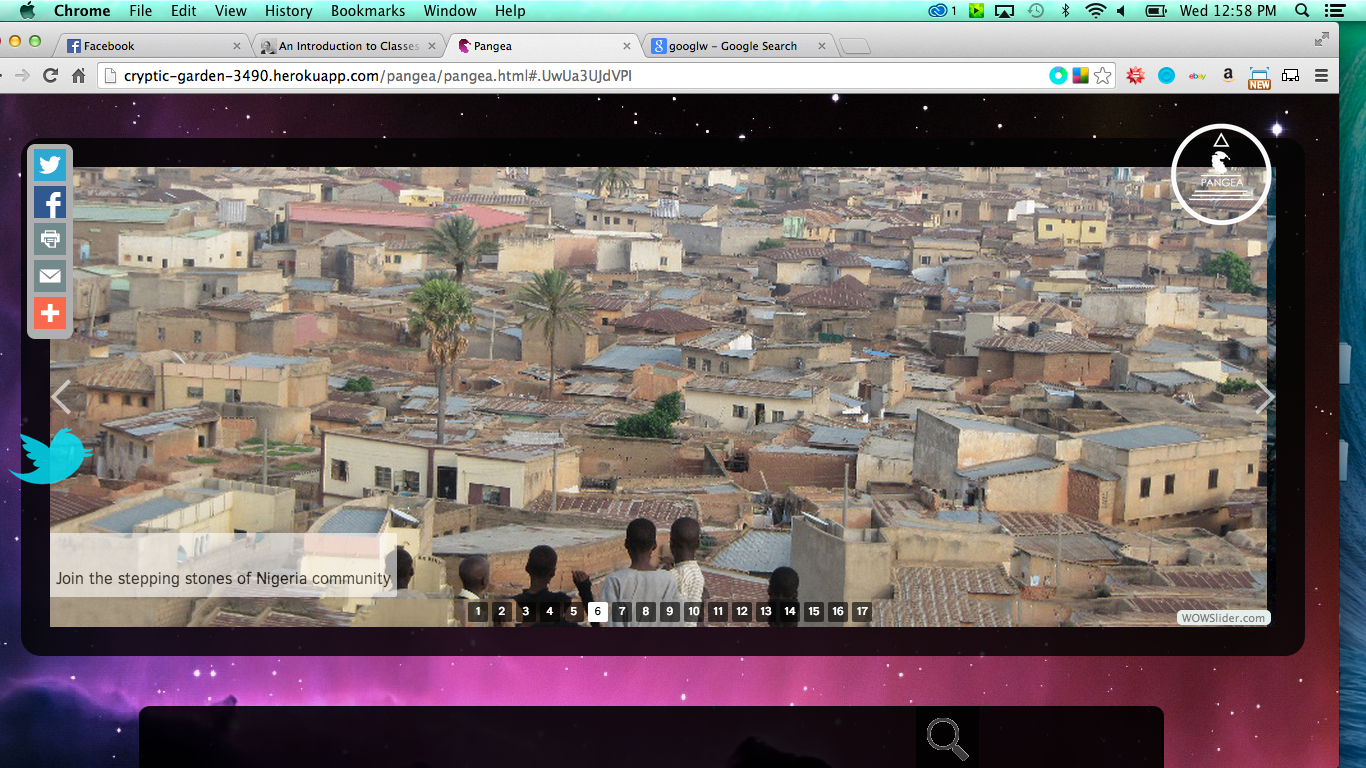 Chrome File Edit View History Bookmarks Window Help 1 Wed 12:58 PM
Facebook An Introduction to Classes Pangea googlw - Google Search
cryptic-garden-3490.herokuapp.com/pangea/pangea.html#.UwUa3UJdVPI ebay a NEW
PANGEA
Join the stepping stones of Nigeria community
1 2 3 4 5 6 7 8 9 10 11 12 13 14 15 16 17
WOWSlider.com